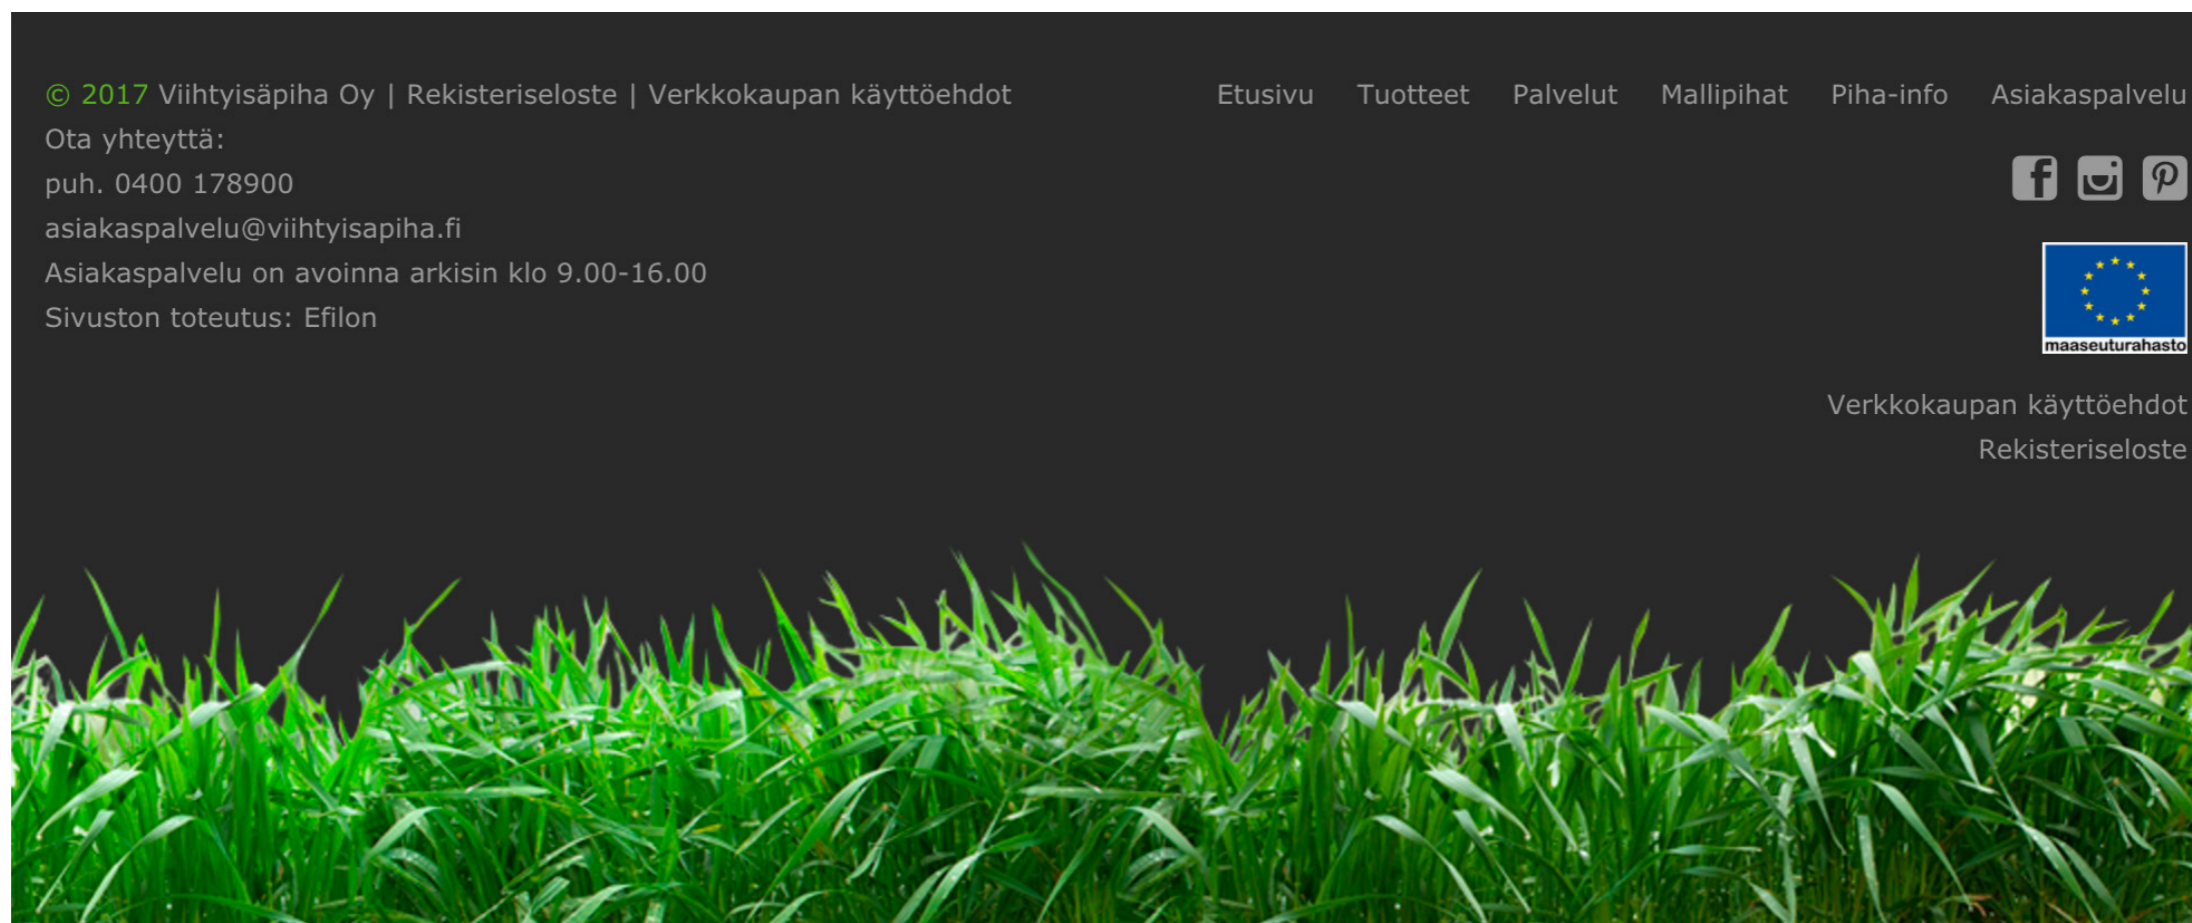 © 2017 Viihtyisäpiha Oy | Rekisteriseloste | Verkkokaupan käyttöehdot
Ota yhteyttä:
puh. 0400 178900
asiakaspalvelu@viihtyisapiha.fi
Asiakaspalvelu on avoinna arkisin klo 9.00-16.00
Sivuston toteutus: Efilon
Etusivu Tuotteet Palvelut Mallipihat Piha-info Asiakaspalvelu
maaseuturahasto
Verkkokaupan käyttöehdot
Rekisteriseloste